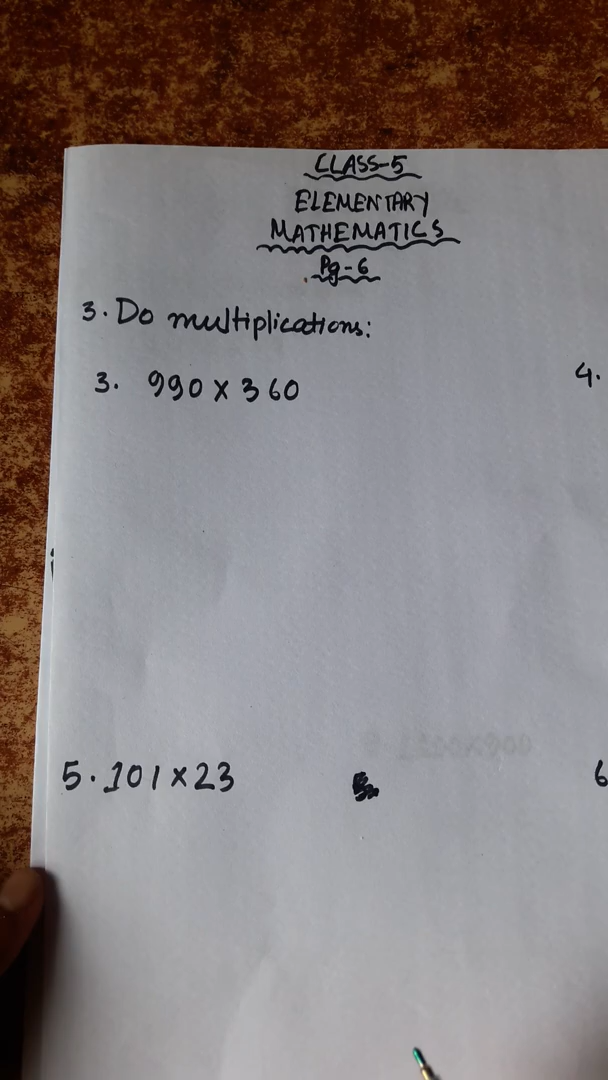 CLASS-5
ELEMENTARY
MATHEMATICS
Pg-6
3. Do multiplications:
3. 990 x 360
4.
5. 101 x 23
6